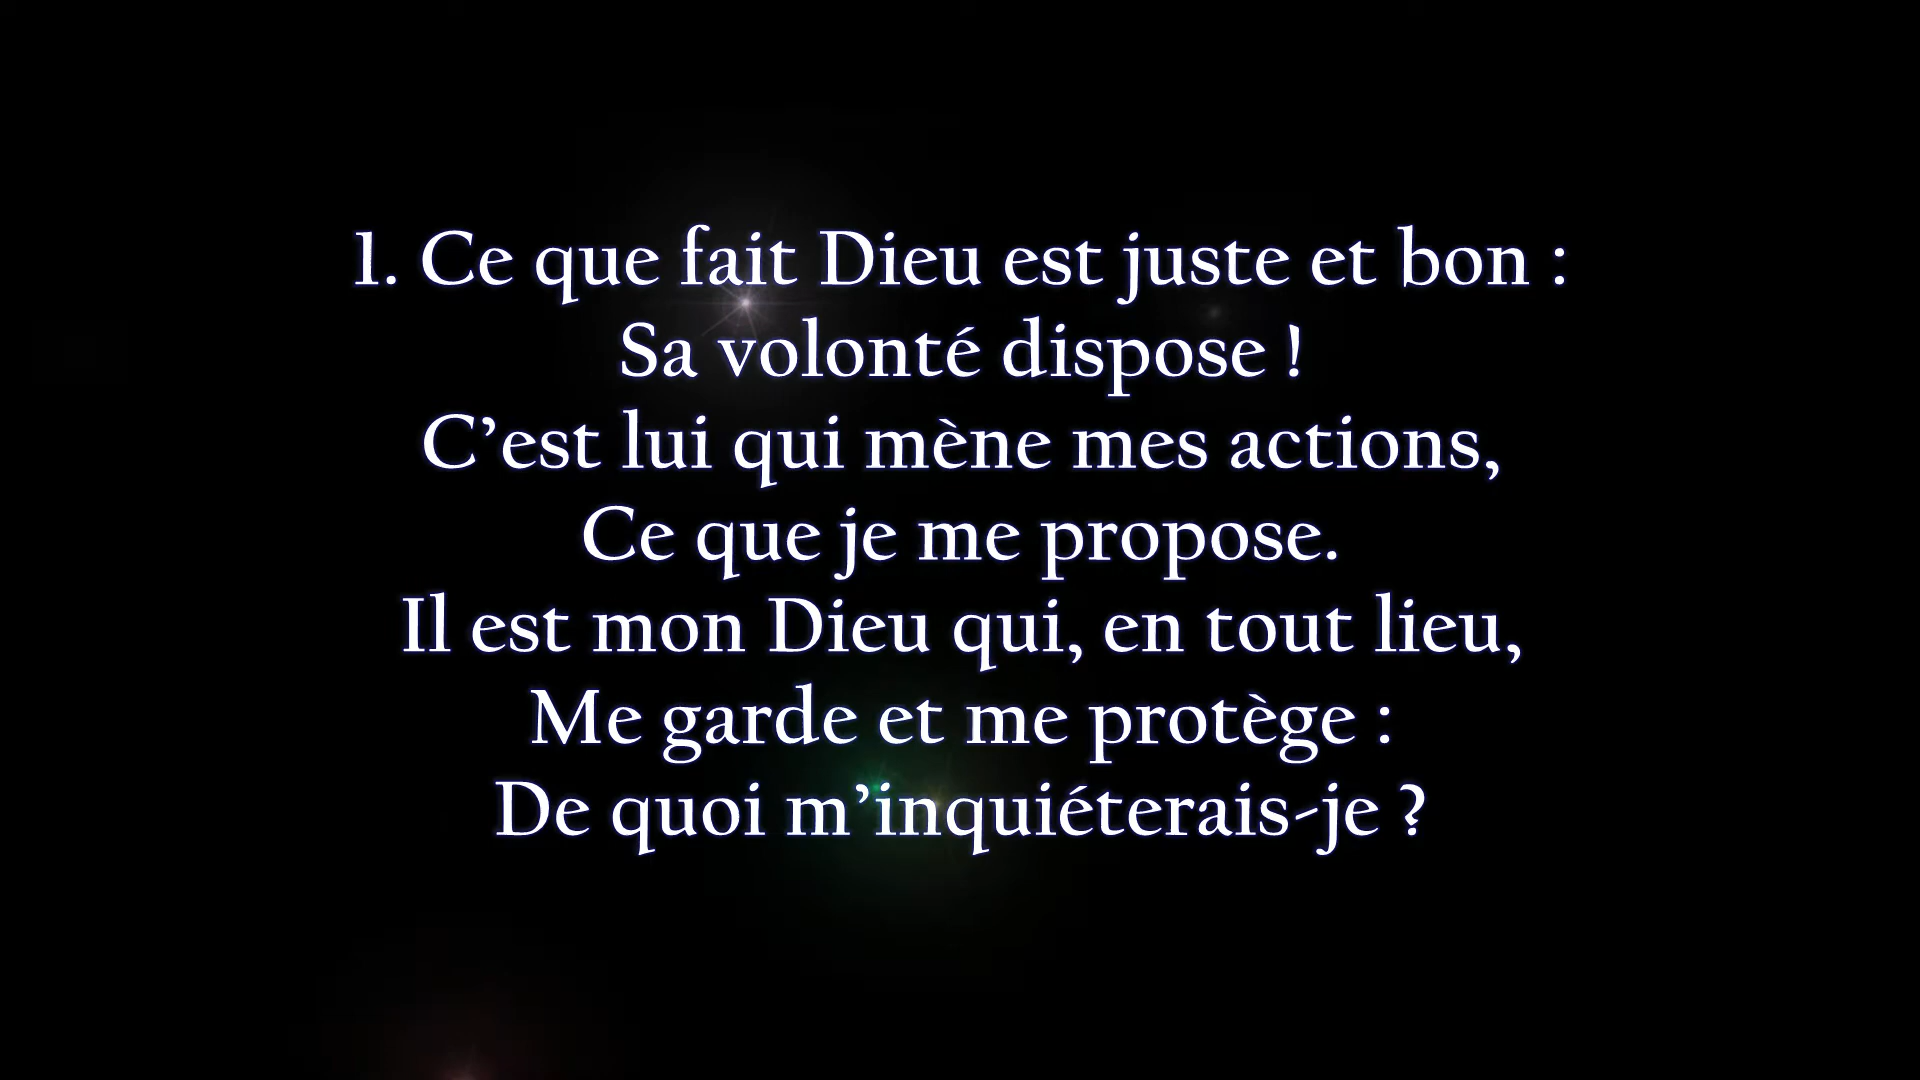 1. Ce que fait Dieu est juste et bon :
Sa volonté dispose !
C’est lui qui mène mes actions,
Ce que je me propose.
Il est mon Dieu qui, en tout lieu,
Me garde et me protège :
De quoi m’inquiéterais-je ?